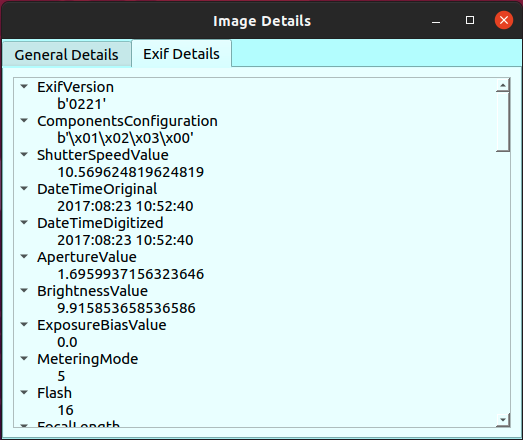 Image Details
General Details
Exif Details
ExifVersion
b'0221'
ComponentsConfiguration
b'\x01\x02\x03\x00'
ShutterSpeedValue
10.569624819624819
DateTimeOriginal
2017:08:23 10:52:40
DateTimeDigitized
2017:08:23 10:52:40
ApertureValue
1.6959937156323646
BrightnessValue
9.915853658536586
ExposureBiasValue
0.0
MeteringMode
5
Flash
16
FocalLength